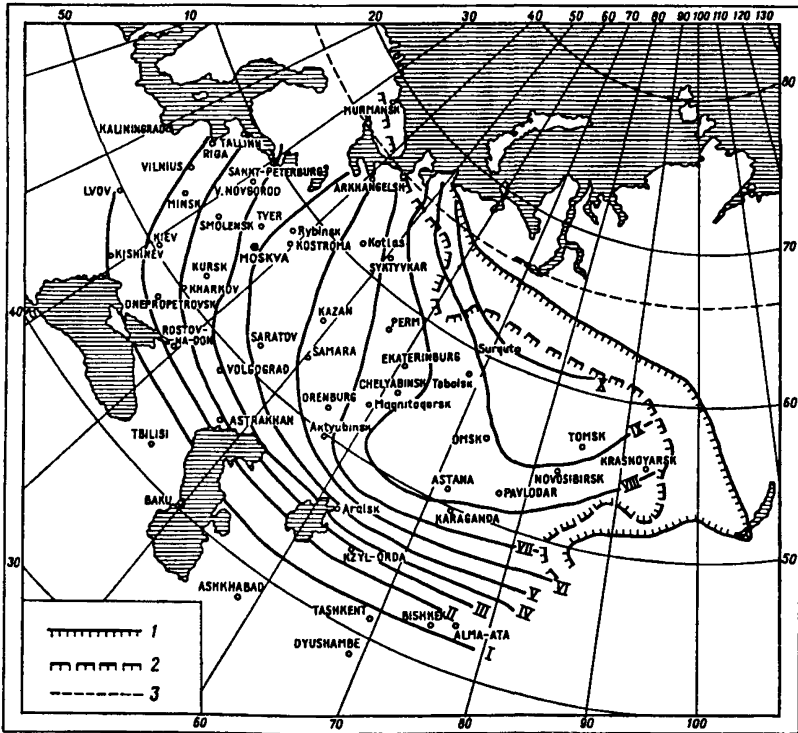 50 10 20 30 40 50 60 70 80 90 100 110 120 130
80
MURMANSK
KALININGRAD
TALLINN
RIGA
VILNIUS
SANKT-PETERBURG
ARKHANGELSK
LVOV
V.NOVGOROD
MINSK
TVER
SMOLENSK
Rybinsk
KOSTROMA
Kotlas
70
KIEV
MOSKVA
SYKTYVKAR
KISHINEV
KURSK
KHARKOV
40
DNEPROPETROVSK
KAZAN
PERM
ROSTOV-
NA-DON
SARATOV
SAMARA
Surgut
EKATERINBURG
VOLGOGRAD
CHELYABINSK
Tobolsk
X
60
ORENBURG
Magnitogorsk
ASTRAKHAN
Aktyubinsk
IX
TBILISI
OMSK
TOMSK
KRASNOYARSK
NOVOSIBIRSK
ASTANA
PAVLODAR
VIII
BAKU
Aralsk
KARAGANDA
VII
KZYL-ORDA
30
50
VI
V
ASHKHABAD
IV
III
II
TASHKENT
BISHKEK
ALMA-ATA
DYUSHAMBE
I
1
2
3
60 70 80 90 100